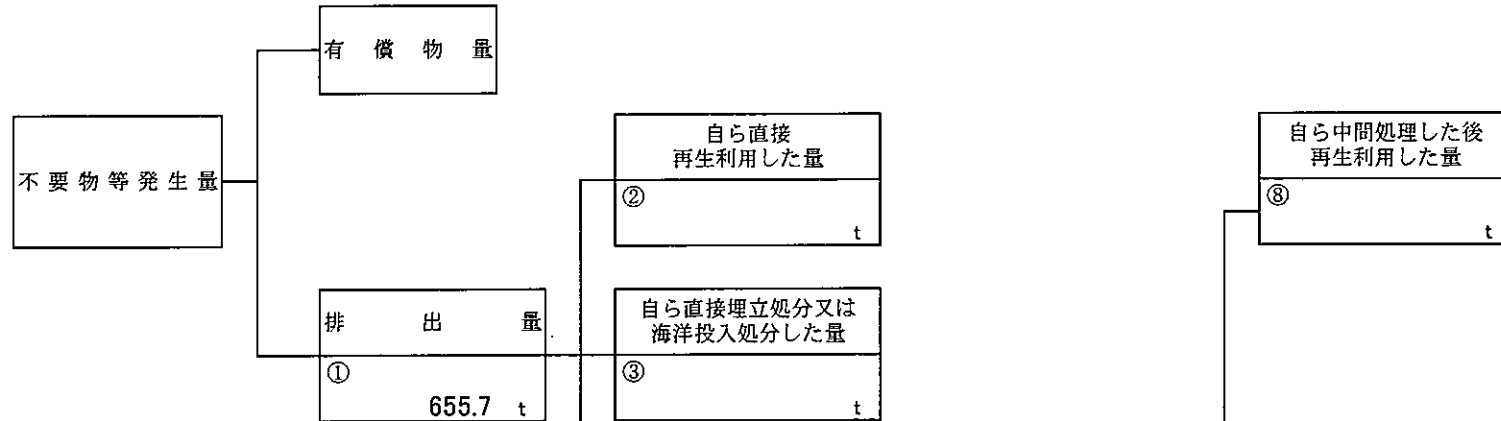 有償物量
不要物等発生量
自ら直接
再生利用した量
②
t
自ら中間処理した後
再生利用した量
⑧
t
排出量
①
655.7 t
自ら直接埋立処分又は
海洋投入処分した量
③
t